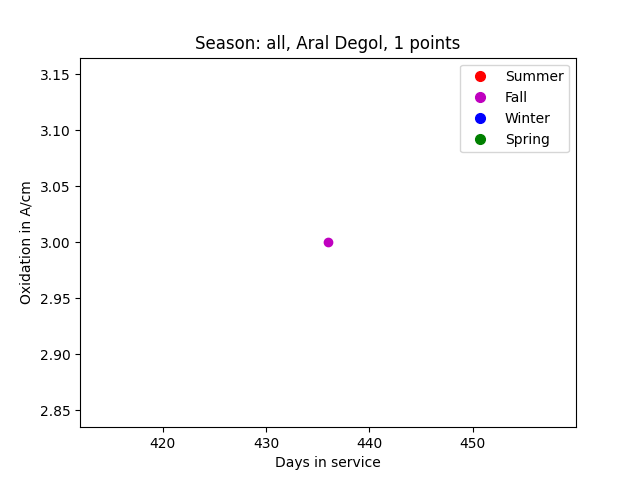 Season: all, Aral Degol, 1 points
3.15
3.10
3.05
3.00
2.95
2.90
2.85
Oxidation in A/cm
Summer
Fall
Winter
Spring
420 430 440 450
Days in service